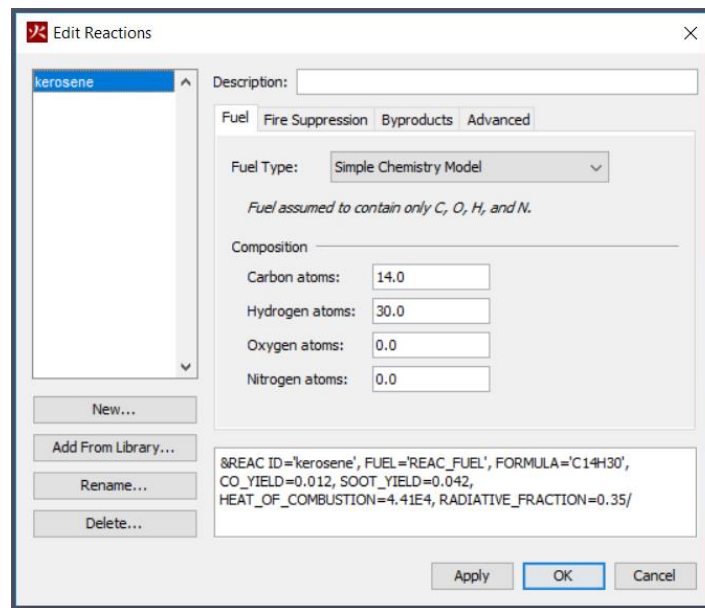 Edit Reactions
kerosene
Description:
Fuel Fire Suppression Byproducts Advanced
Fuel Type: Simple Chemistry Model
Fuel assumed to contain only C, O, H, and N.
Composition
Carbon atoms: 14.0
Hydrogen atoms: 30.0
Oxygen atoms: 0.0
Nitrogen atoms: 0.0
New...
Add From Library...
Rename...
Delete...
&REAC ID='kerosene', FUEL='REAC_FUEL', FORMULA='C14H30',
CO_YIELD=0.012, SOOT_YIELD=0.042,
HEAT_OF_COMBUSTION=4.41E4, RADIATIVE_FRACTION=0.35/
Apply OK Cancel